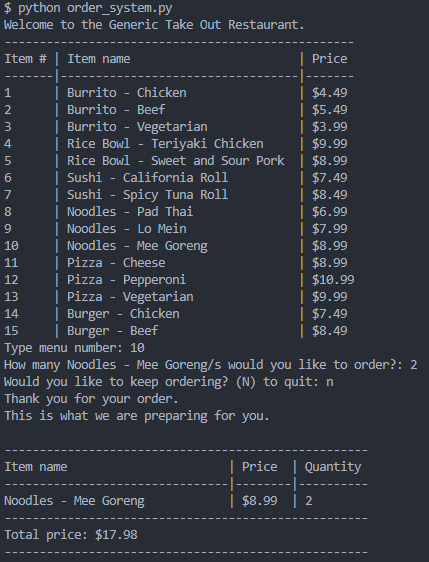 $ python order_system.py
Welcome to the Generic Take Out Restaurant.
--------------------------------------------------
Item # | Item name                        | Price
-------|----------------------------------|-------
1      | Burrito - Chicken                | $4.49
2      | Burrito - Beef                   | $5.49
3      | Burrito - Vegetarian             | $3.99
4      | Rice Bowl - Teriyaki Chicken     | $9.99
5      | Rice Bowl - Sweet and Sour Pork  | $8.99
6      | Sushi - California Roll          | $7.49
7      | Sushi - Spicy Tuna Roll          | $8.49
8      | Noodles - Pad Thai               | $6.99
9      | Noodles - Lo Mein                | $7.99
10     | Noodles - Mee Goreng             | $8.99
11     | Pizza - Cheese                   | $8.99
12     | Pizza - Pepperoni                | $10.99
13     | Pizza - Vegetarian               | $9.99
14     | Burger - Chicken                 | $7.49
15     | Burger - Beef                    | $8.49
Type menu number: 10
How many Noodles - Mee Goreng/s would you like to order?: 2
Would you like to keep ordering? (N) to quit: n
Thank you for your order.
This is what we are preparing for you.

----------------------------------------------------
Item name                       | Price  | Quantity
--------------------------------|--------|----------
Noodles - Mee Goreng            | $8.99  | 2
----------------------------------------------------
Total price: $17.98
----------------------------------------------------